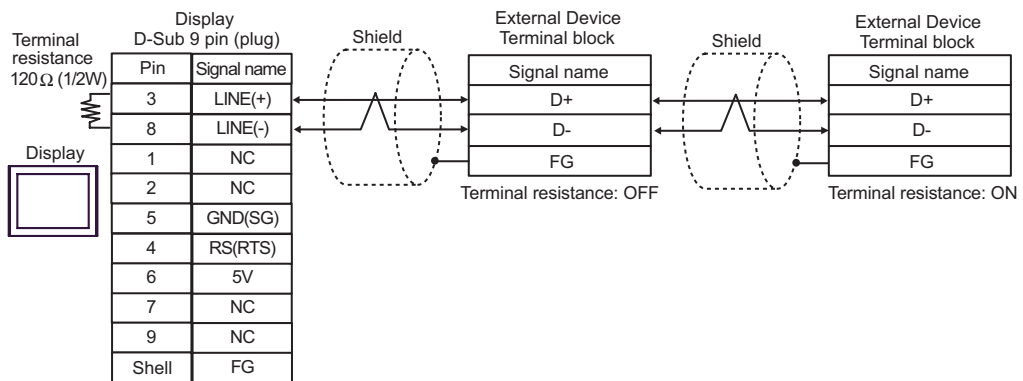 Display
D-Sub 9 pin (plug)
Terminal
resistance
120Ω (1/2W)
Pin Signal name
3 LINE(+)
8 LINE(-)
1 NC
2 NC
5 GND(SG)
4 RS(RTS)
6 5V
7 NC
9 NC
Shell FG
Display
Shield
External Device
Terminal block
Signal name
D+
D-
FG
Terminal resistance: OFF
Shield
External Device
Terminal block
Signal name
D+
D-
FG
Terminal resistance: ON